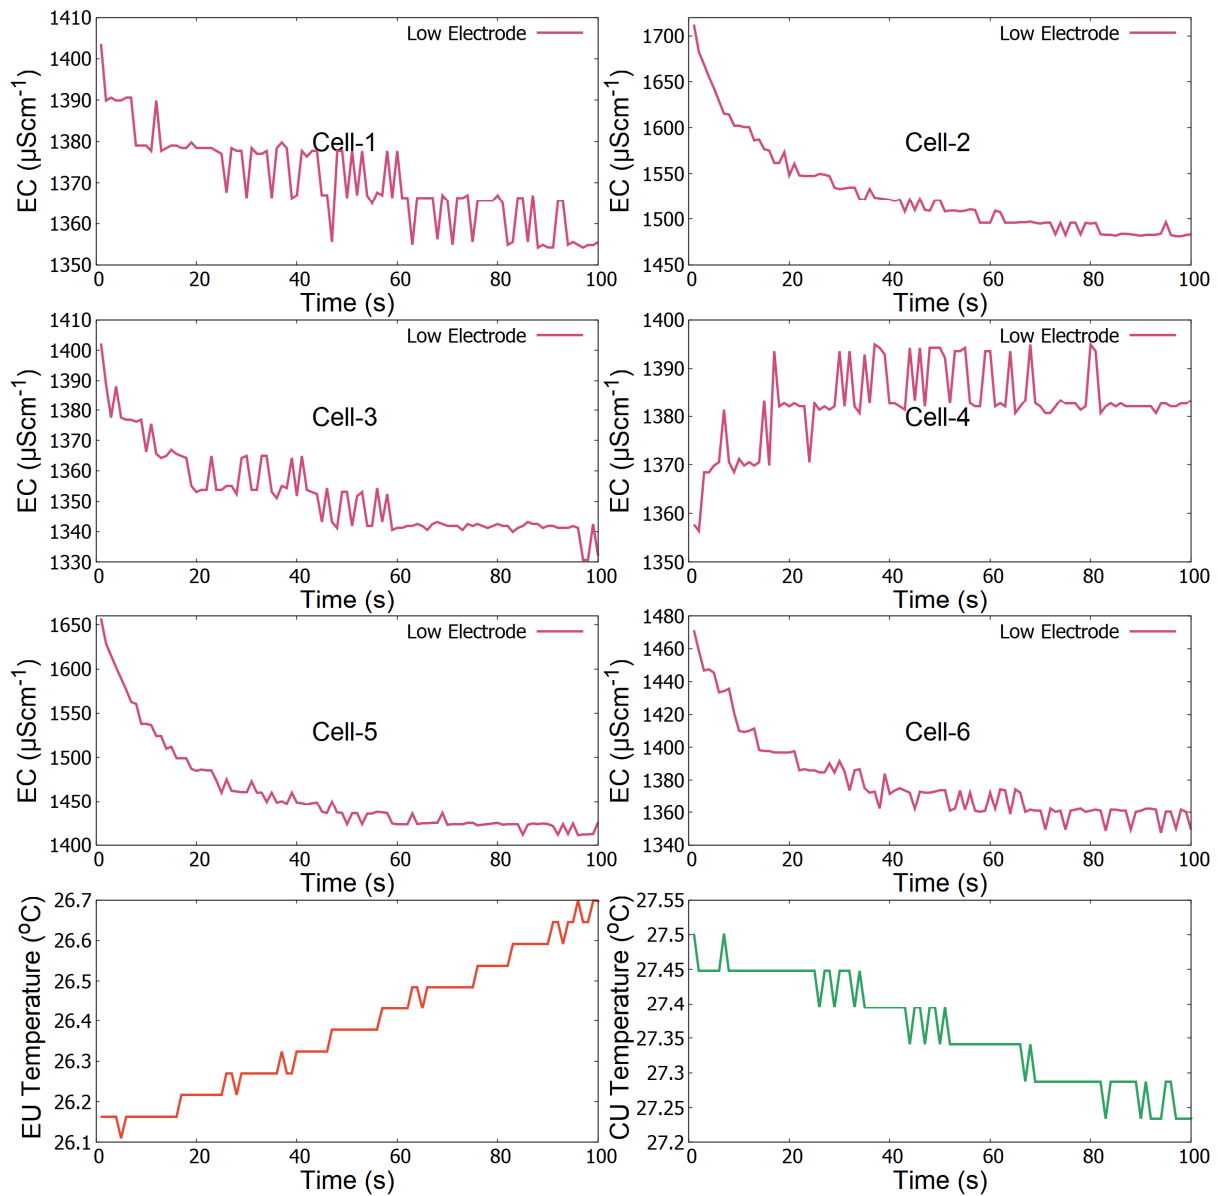 1410
1400
1390
1380
1370
1360
1350
EC (µScm-1)
Low Electrode
Cell-1
0 20 40 60 80 100
Time (s)
1700
1650
1600
1550
1500
1450
EC (µScm-1)
Low Electrode
Cell-2
0 20 40 60 80 100
Time (s)
1410
1400
1390
1380
1370
1360
1350
1340
1330
EC (µScm-1)
Low Electrode
Cell-3
0 20 40 60 80 100
Time (s)
1400
1390
1380
1370
1360
1350
EC (µScm-1)
Low Electrode
Cell-4
0 20 40 60 80 100
Time (s)
1650
1600
1550
1500
1450
1400
EC (µScm-1)
Low Electrode
Cell-5
0 20 40 60 80 100
Time (s)
1480
1460
1440
1420
1400
1380
1360
1340
EC (µScm-1)
Low Electrode
Cell-6
0 20 40 60 80 100
Time (s)
26.7
26.6
26.5
26.4
26.3
26.2
26.1
EU Temperature (oC)
0 20 40 60 80 100
Time (s)
27.55
27.5
27.45
27.4
27.35
27.3
27.25
27.2
CU Temperature (oC)
0 20 40 60 80 100
Time (s)